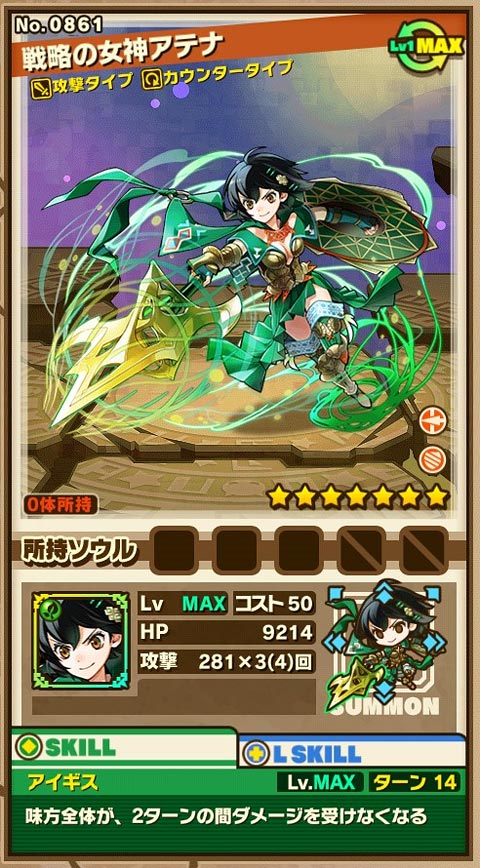 No.0861
戦略の女神アテナ
攻撃タイプ カウンタータイプ
Lv1 MAX
0体所持
所持ソウル
Lv MAX コスト 50
HP 9214
攻撃 281×3(4)回
SUMMON
SKILL
L SKILL
アイギス Lv.MAX ターン 14
味方全体が、2ターンの間ダメージを受けなくなる